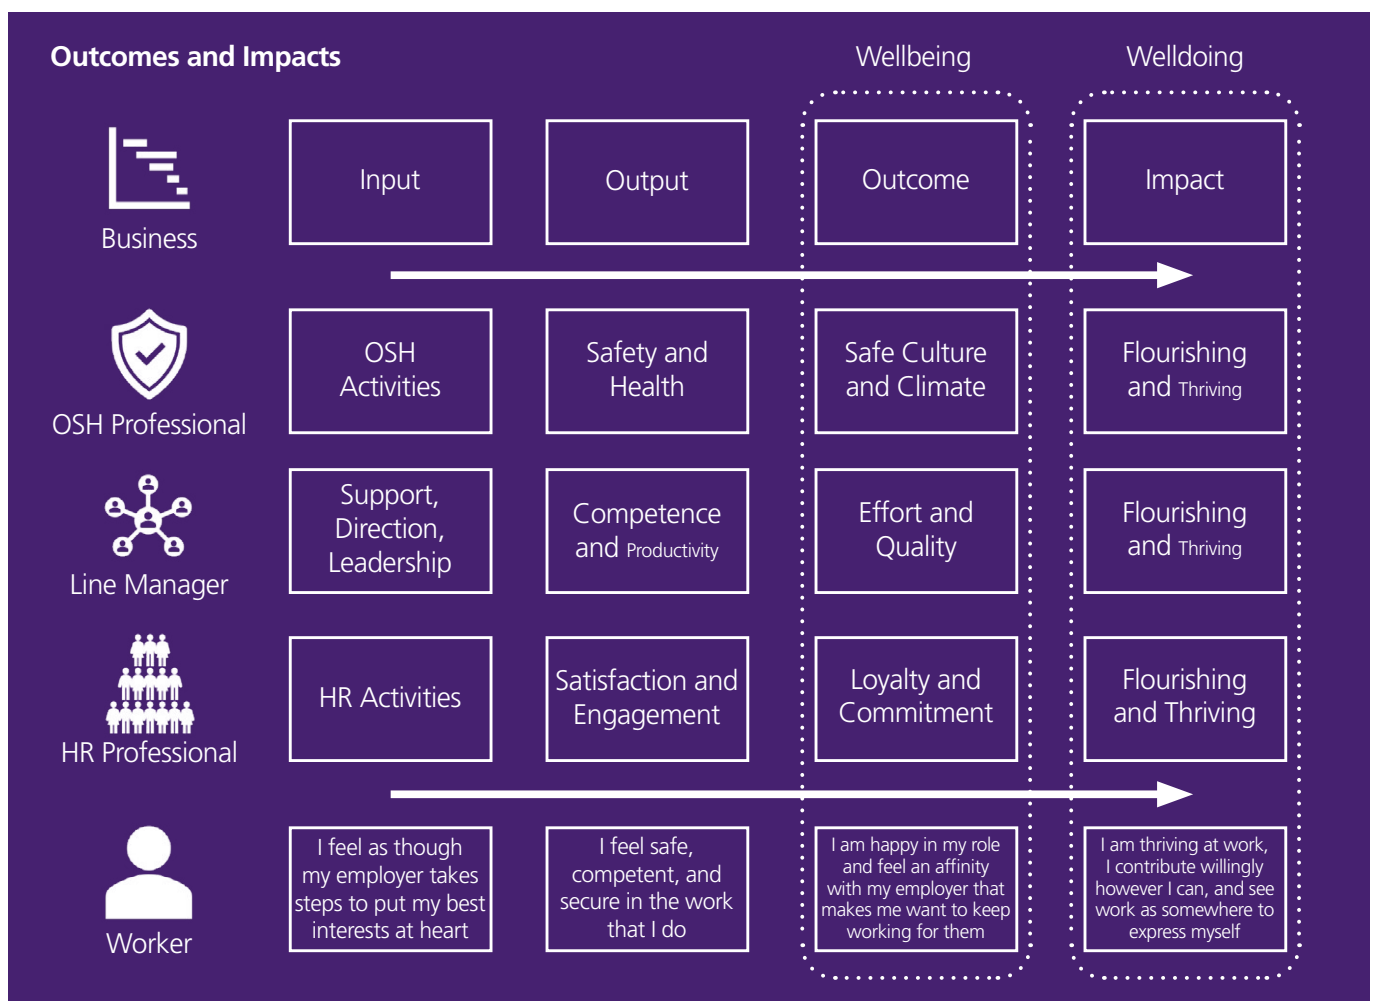 Outcomes and Impacts
Wellbeing
Welldoing
Business
Input
Output
Outcome
Impact
OSH Professional
OSH
Activities
Safety and
Health
Safe Culture
and Climate
Flourishing
and Thriving
Line Manager
Support,
Direction,
Leadership
Competence
and Productivity
Effort and
Quality
Flourishing
and Thriving
HR Professional
HR Activities
Satisfaction and
Engagement
Loyalty and
Commitment
Flourishing
and Thriving
Worker
I feel as though
my employer takes
steps to put my best
interests at heart
I feel safe,
competent, and
secure in the work
that I do
I am happy in my role
and feel an affinity
with my employer that
makes me want to keep
working for them
I am thriving at work,
I contribute willingly
however I can, and see
work as somewhere to
express myself